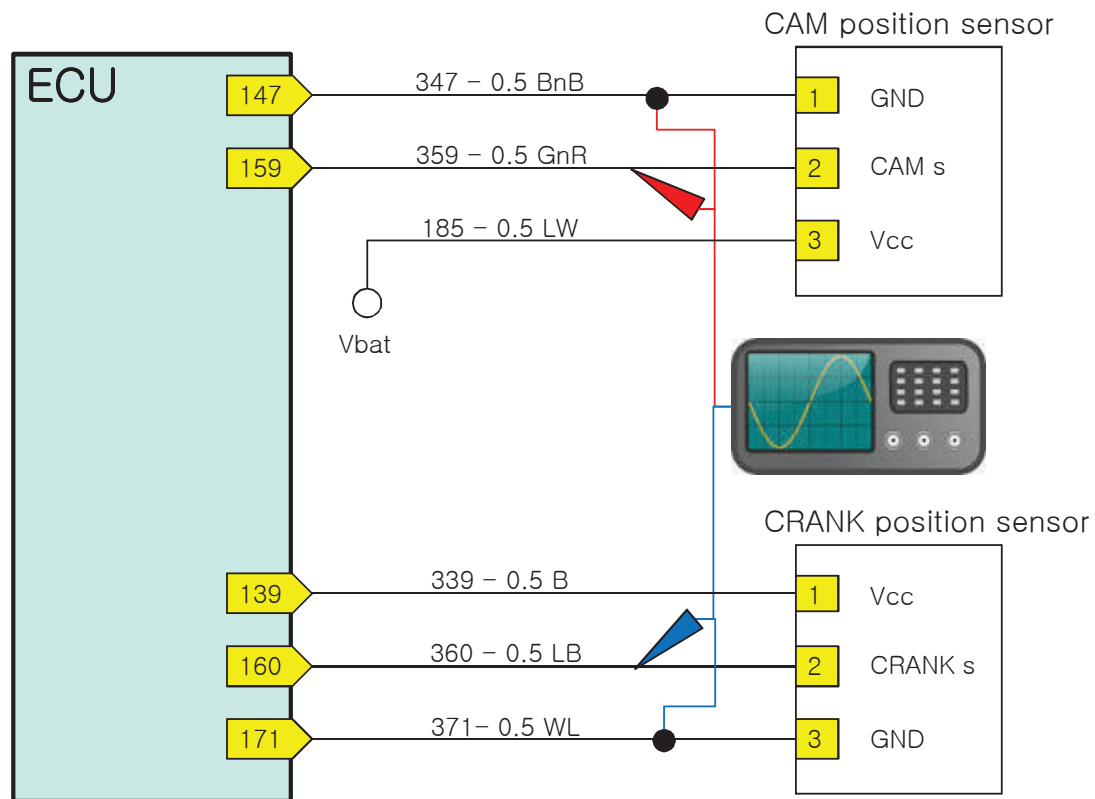 CAM position sensor
ECU
147
347 - 0.5 BnB
1
GND
159
359 - 0.5 GnR
2
CAM s
185 - 0.5 LW
3
Vcc
Vbat
CRANK position sensor
139
339 - 0.5 B
1
Vcc
160
360 - 0.5 LB
2
CRANK s
171
371- 0.5 WL
3
GND